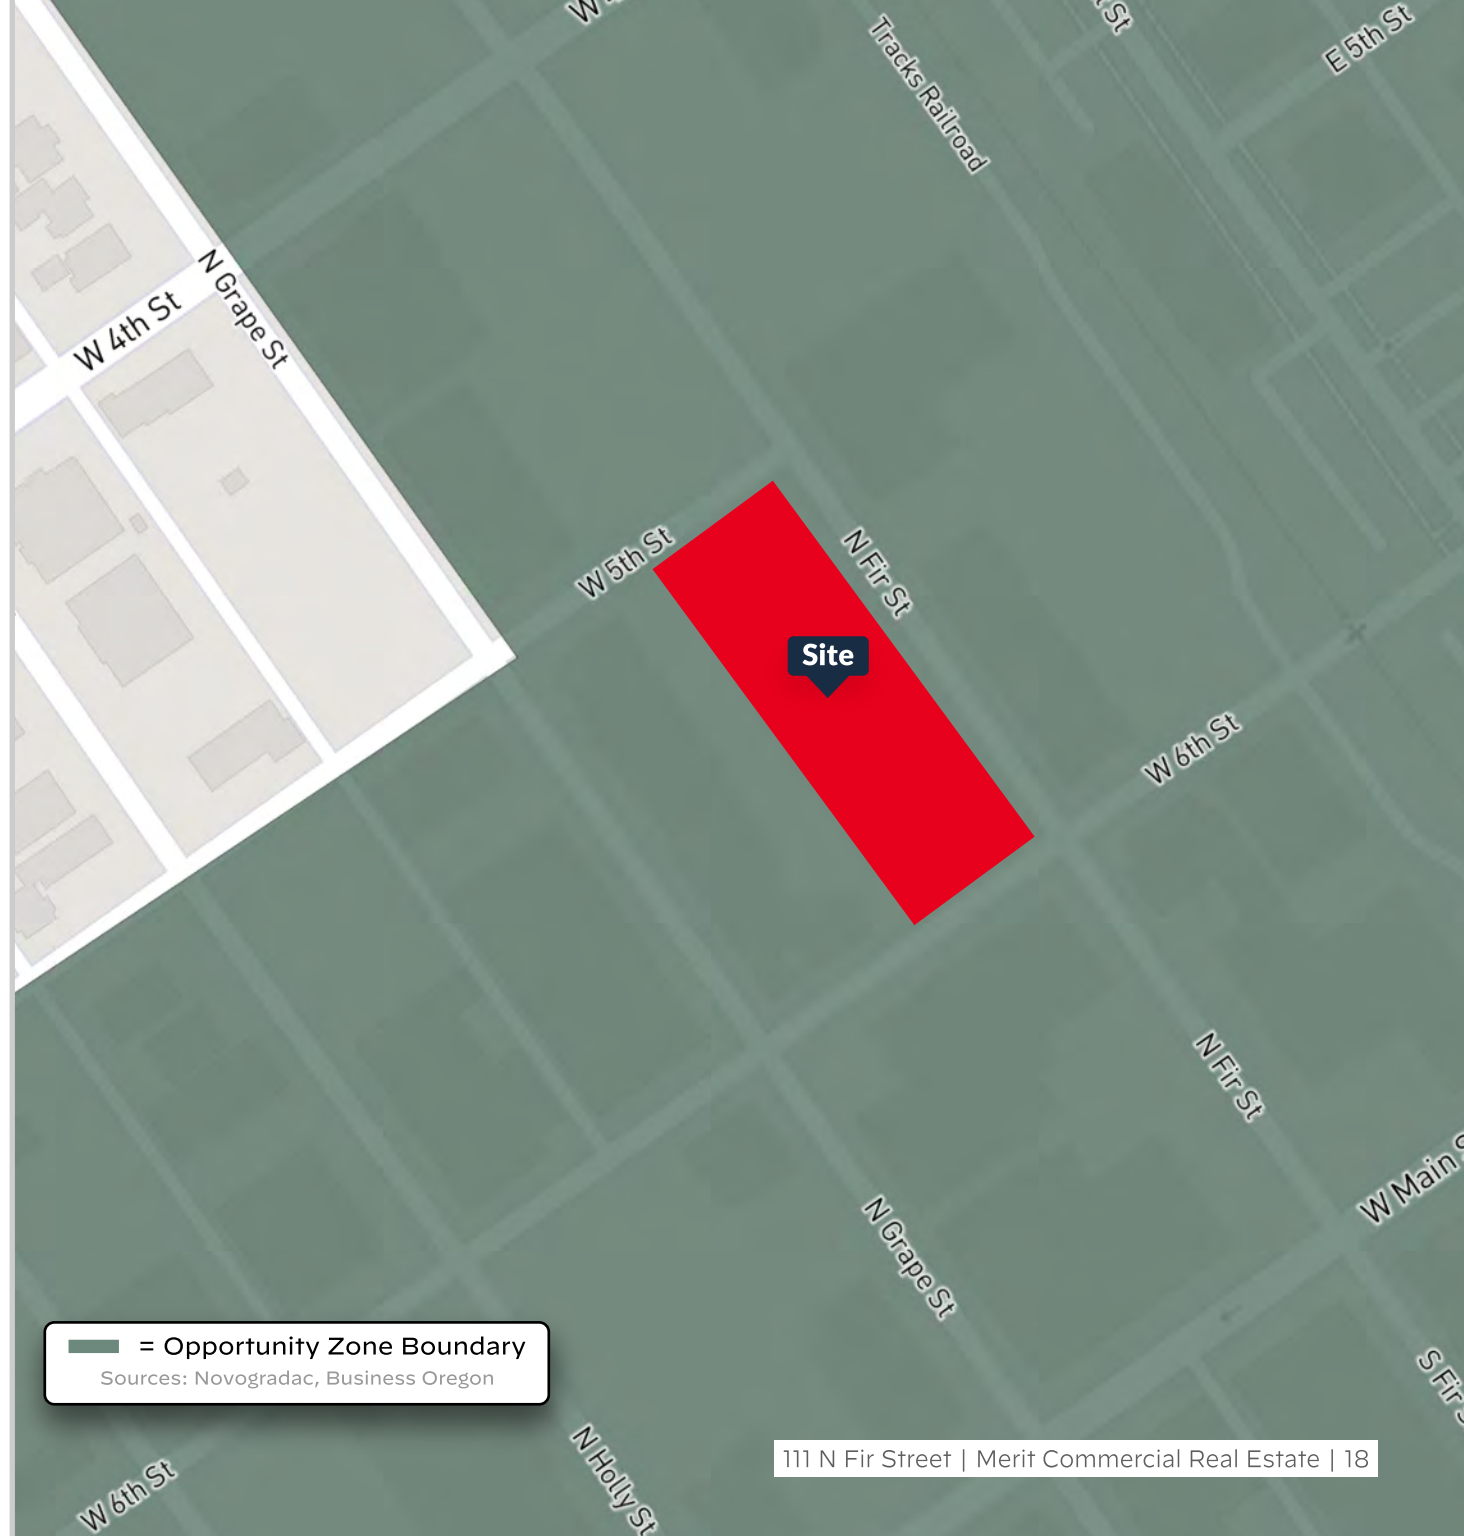 E 5th St
Tracks Railroad
N Grape St
W 4th St
W 5th St
N Fir St
Site
W 6th St
N Fir St
W Main
N Grape St
= Opportunity Zone Boundary
Sources: Novogradac, Business Oregon
S Fir
111 N Fir Street | Merit Commercial Real Estate | 18
N Holly St
W 6th St